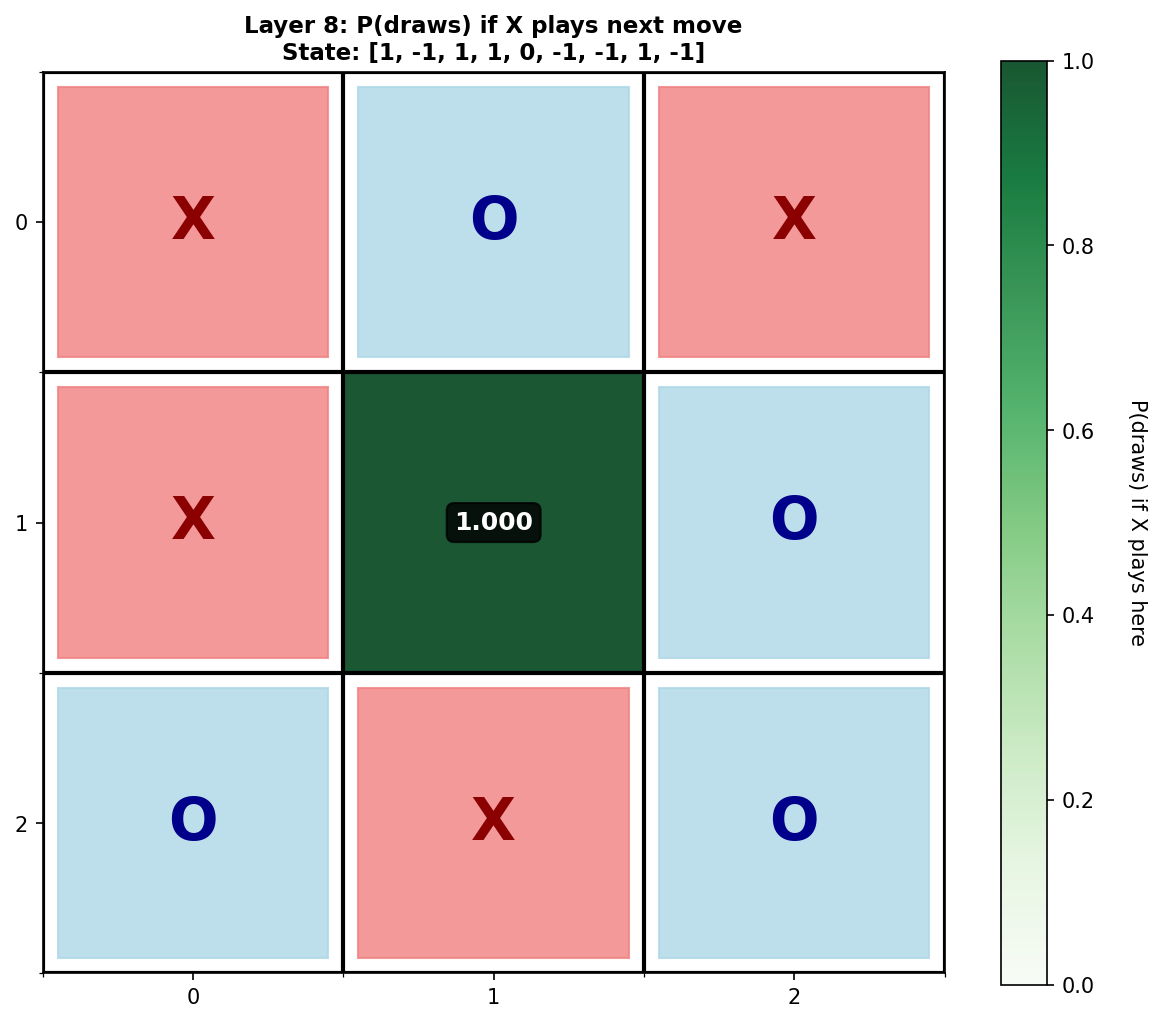 Layer 8: P(draws) if X plays next move
State: [1, -1, 1, 1, 0, -1, -1, 1, -1]
1.0
0.8
0.6
0.4
0.2
0.0
P(draws) if X plays here
0
X
O
X
1
X
1.000
O
2
O
X
O
0
1
2